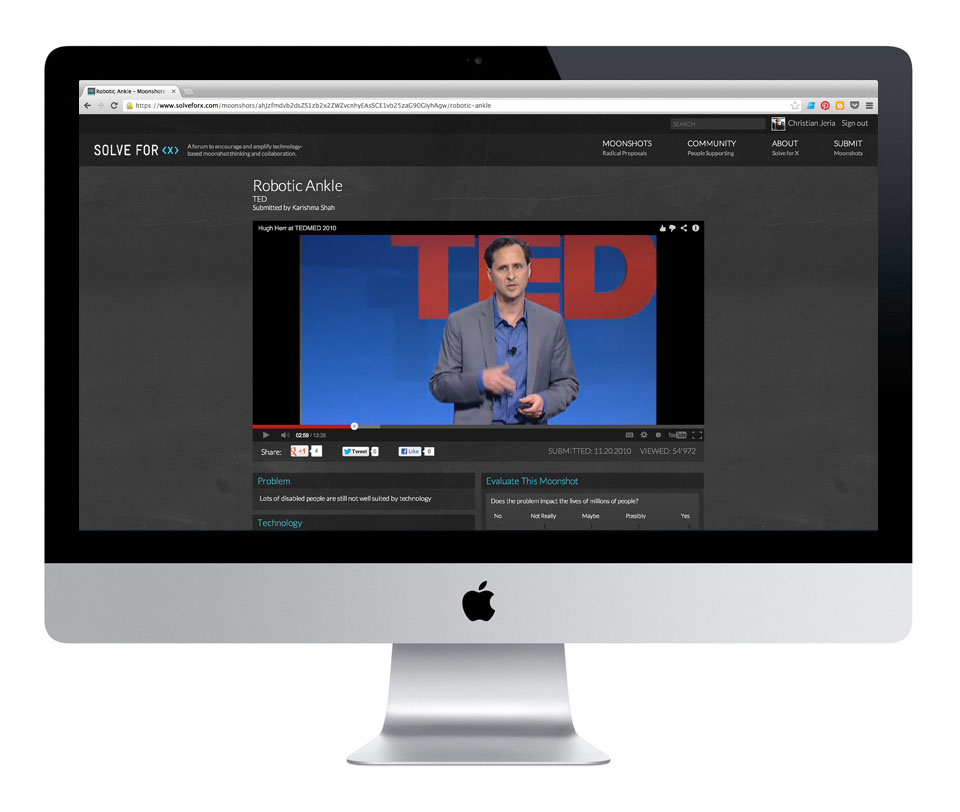 Robotic Ankle - Moonshots
https://www.solveforx.com/moonshots/
/robotic-ankle
SEARCH
Christian Jeria Sign out
SOLVE FOR <X>
A forum to encourage and amplify technology-
based moonshot thinking and collaboration.
MOONSHOTS COMMUNITY ABOUT SUBMIT
Radical Proposals People Supporting Solve for X Moonshots
Robotic Ankle
TED
Submitted by Karishma Shah
Hugh Herr at TEDMED 2010
TED
02:59 / 13:35
CC
YouTube
Share: +1 4 Tweet 0 Like 0
SUBMITTED: 11.20.2010 VIEWED: 54'972
Problem
Lots of disabled people are still not well suited by technology
Technology
Evaluate This Moonshot
Does the problem impact the lives of millions of people?
No Not Really Maybe Possibly Yes